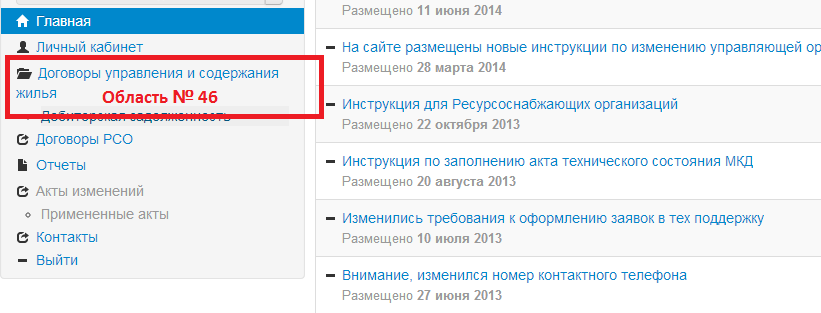 Главная
Личный кабинет
Договоры управления и содержания
жилья
Область № 46
Дебиторская задолженность
Договоры РСО
Отчеты
Акты изменений
Примененные акты
Контакты
Выйти
Размещено 11 июня 2014
На сайте размещены новые инструкции по изменению управляющей ор
Размещено 28 марта 2014
Инструкция для Ресурсоснабжающих организаций
Размещено 22 октября 2013
Инструкция по заполнению акта технического состояния МКД
Размещено 20 августа 2013
Изменились требования к оформлению заявок в тех поддержку
Размещено 10 июля 2013
Внимание, изменился номер контактного телефона
Размещено 27 июня 2013